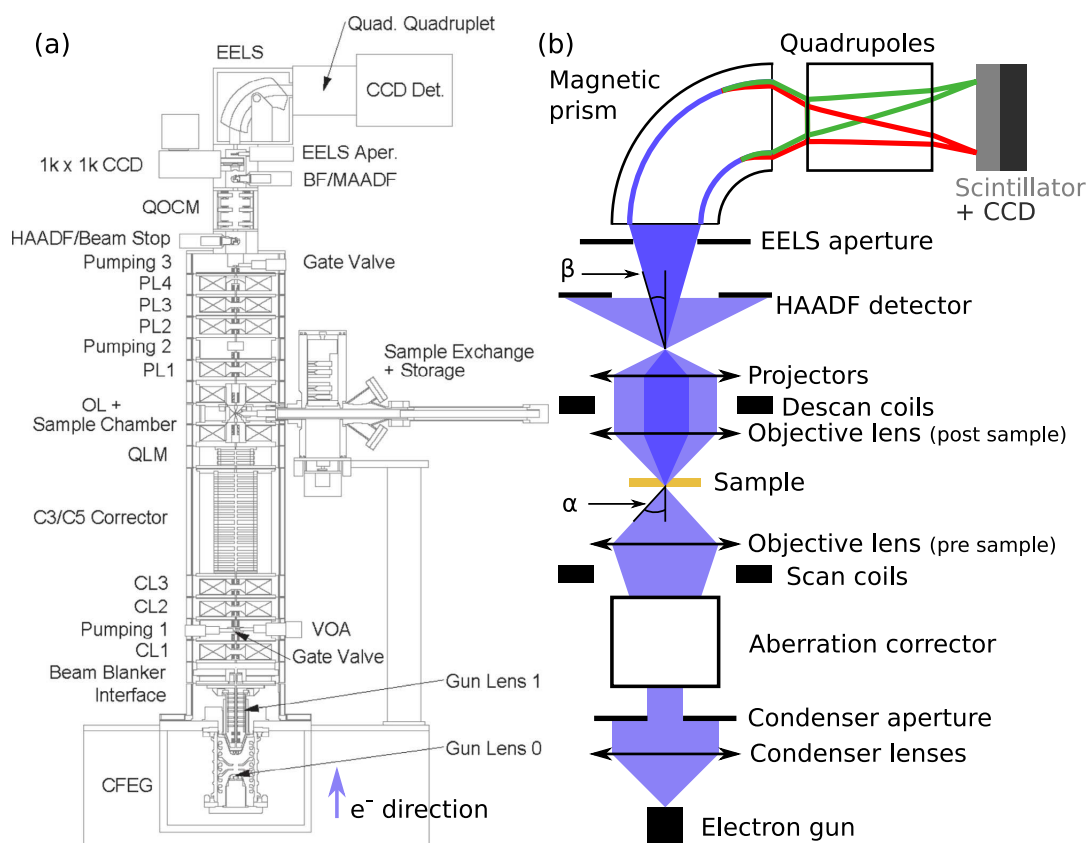 (a)
Quad. Quadruplet
EELS
CCD Det.
1k x 1k CCD
EELS Aper.
BF/MAADF
QOCM
HAADF/Beam Stop
Pumping 3
Gate Valve
PL4
PL3
PL2
Pumping 2
PL1
Sample Exchange
+ Storage
OL +
Sample Chamber
QLM
C3/C5 Corrector
CL3
CL2
Pumping 1
VOA
CL1
Gate Valve
Beam Blanker
Interface
Gun Lens 1
Gun Lens 0
CFEG
e⁻ direction
(b)
Quadrupoles
Magnetic
prism
Scintillator
+ CCD
EELS aperture
β
HAADF detector
Projectors
Descan coils
Objective lens (post sample)
Sample
α
Objective lens (pre sample)
Scan coils
Aberration corrector
Condenser aperture
Condenser lenses
Electron gun